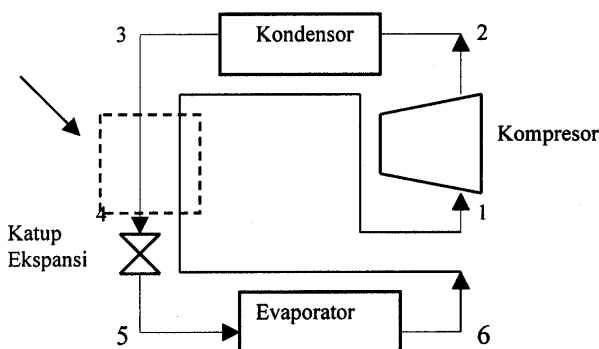 3
Kondensor
2
Kompresor
4
1
Katup
Ekspansi
5
Evaporator
6